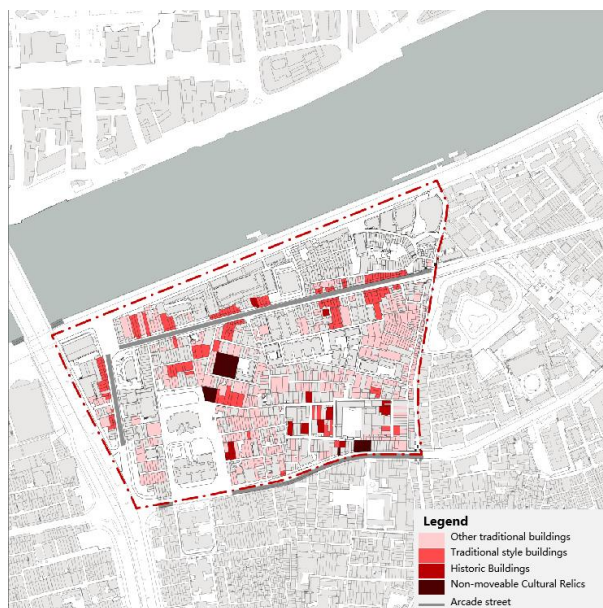 Legend
Other traditional buildings
Traditional style buildings
Historic Buildings
Non-moveable Cultural Relics
Arcade street